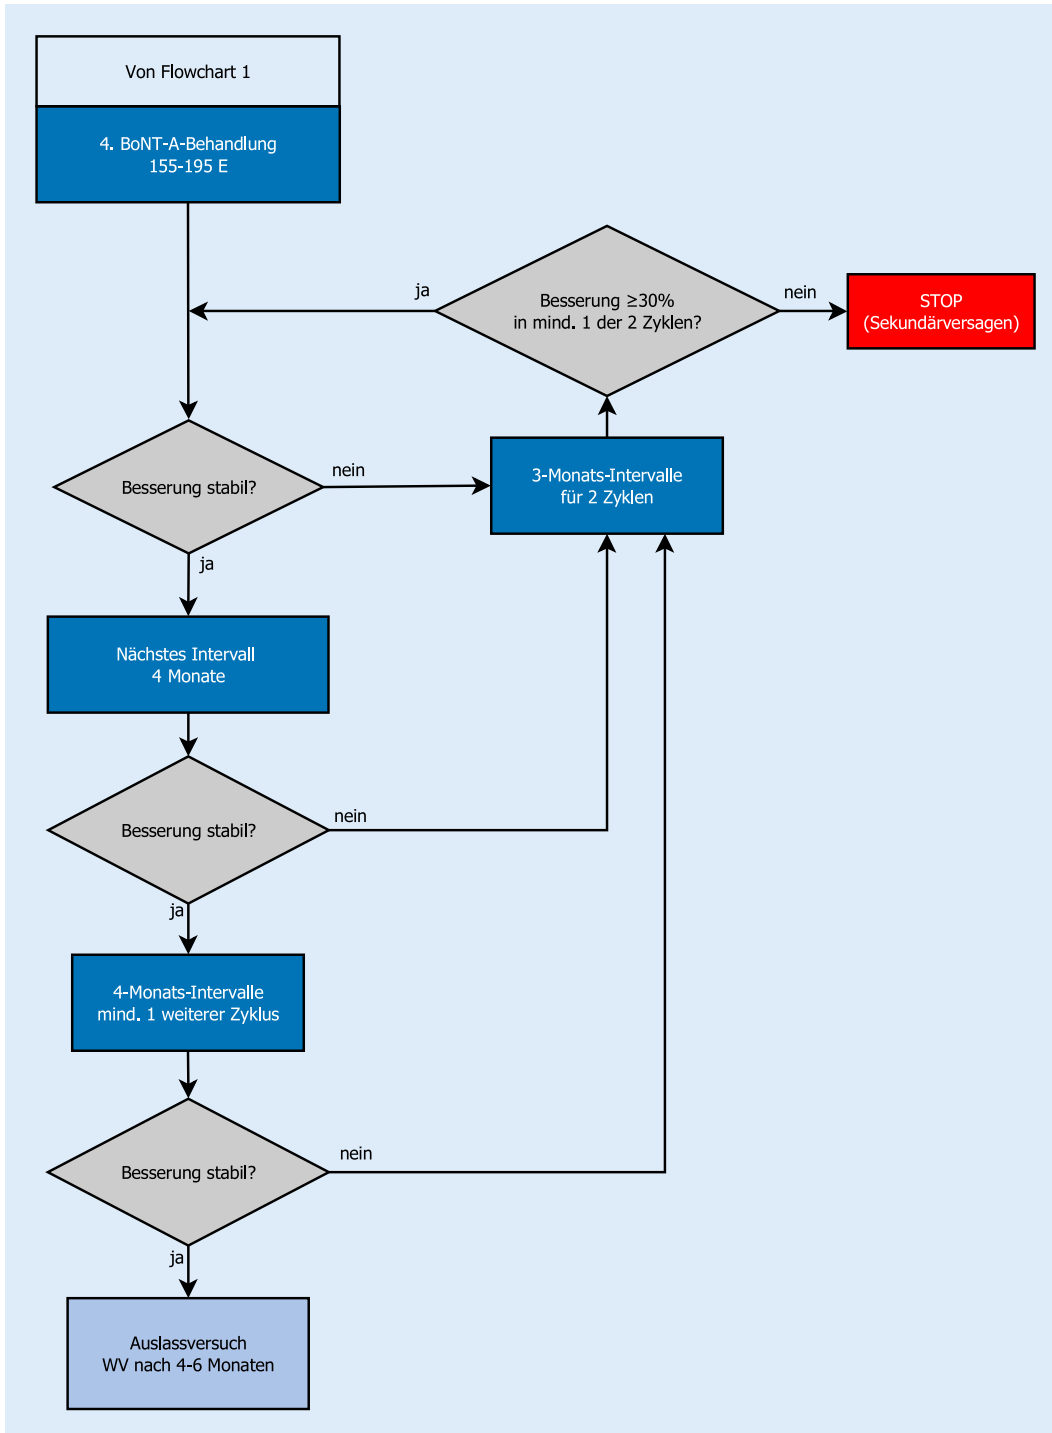 Von Flowchart 1
4. BoNT-A-Behandlung
155-195 E
ja
Besserung ≥30%
in mind. 1 der 2 Zyklen?
nein
STOP
(Sekundärversagen)
Besserung stabil?
nein
3-Monats-Intervalle
für 2 Zyklen
ja
Nächstes Intervall
4 Monate
Besserung stabil?
nein
ja
4-Monats-Intervalle
mind. 1 weiterer Zyklus
Besserung stabil?
nein
ja
Auslassversuch
WV nach 4-6 Monaten